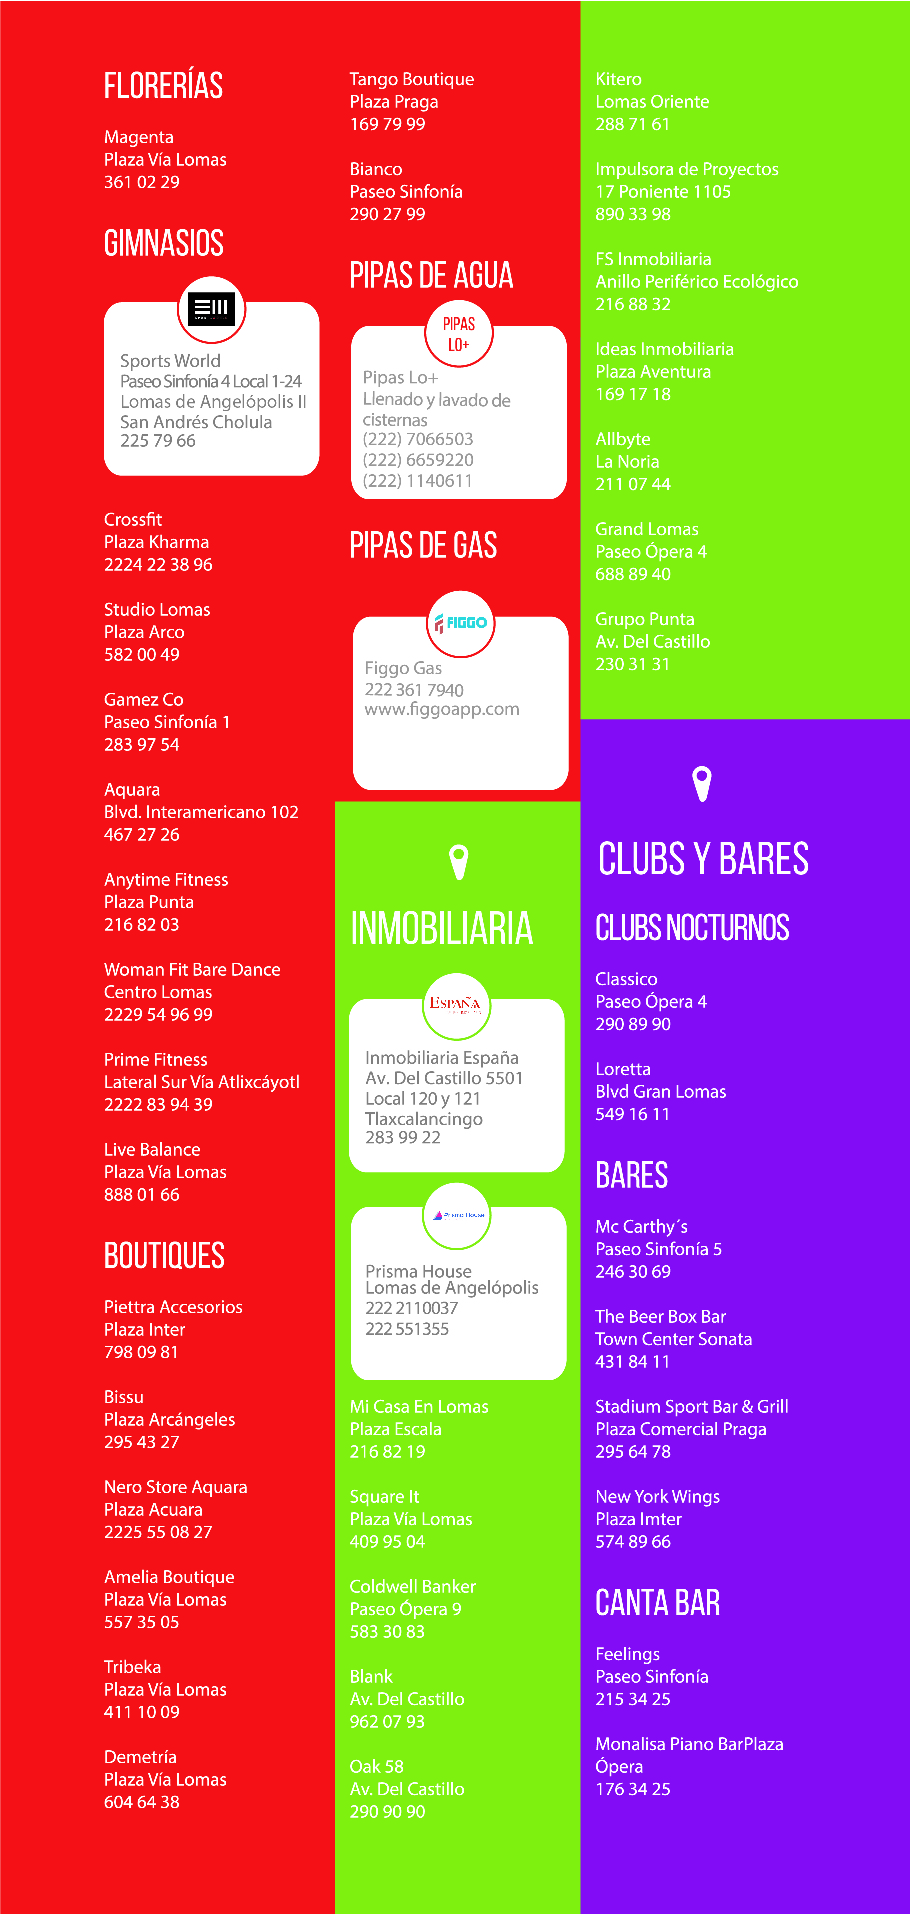 FLORERÍAS
Magenta
Plaza Vía Lomas
361 02 29
GIMNASIOS
Sports World
Paseo Sinfonía 4 Local 1-24
Lomas de Angelópolis II
San Andrés Cholula
225 79 66
Crossfit
Plaza Kharma
2224 22 38 96
Studio Lomas
Plaza Arco
582 00 49
Gamez Co
Paseo Sinfonía 1
283 97 54
Aquara
Blvd. Interamericano 102
467 27 26
Anytime Fitness
Plaza Punta
216 82 03
Woman Fit Bare Dance
Centro Lomas
2229 54 96 99
Prime Fitness
Lateral Sur Vía Atlixcáyotl
2222 83 94 39
Live Balance
Plaza Vía Lomas
888 01 66
BOUTIQUES
Piettra Accesorios
Plaza Inter
798 09 81
Bissu
Plaza Arcángeles
295 43 27
Nero Store Aquara
Plaza Acuara
2225 55 08 27
Amelia Boutique
Plaza Vía Lomas
557 35 05
Tribeka
Plaza Vía Lomas
411 10 09
Demetría
Plaza Vía Lomas
604 64 38
Tango Boutique
Plaza Praga
169 79 99
Bianco
Paseo Sinfonía
290 27 99
PIPAS DE AGUA
PIPAS
LO+
Pipas Lo+
Llenado y lavado de
cisternas
(222) 7066503
(222) 6659220
(222) 1140611
PIPAS DE GAS
FIGGO
Figgo Gas
222 361 7940
www.figgoapp.com
INMOBILIARIA
ESPAÑA
Inmobiliaria España
Av. Del Castillo 5501
Local 120 y 121
Tlaxcalancingo
283 99 22
Prisma House
Prisma House
Lomas de Angelópolis
222 2110037
222 551355
Mi Casa En Lomas
Plaza Escala
216 82 19
Square It
Plaza Vía Lomas
409 95 04
Coldwell Banker
Paseo Ópera 9
583 30 83
Blank
Av. Del Castillo
962 07 93
Oak 58
Av. Del Castillo
290 90 90
Kitero
Lomas Oriente
288 71 61
Impulsora de Proyectos
17 Poniente 1105
890 33 98
FS Inmobiliaria
Anillo Periférico Ecológico
216 88 32
Ideas Inmobiliaria
Plaza Aventura
169 17 18
Allbyte
La Noria
211 07 44
Grand Lomas
Paseo Ópera 4
688 89 40
Grupo Punta
Av. Del Castillo
230 31 31
CLUBS Y BARES
CLUBS NOCTURNOS
Classico
Paseo Ópera 4
290 89 90
Loretta
Blvd Gran Lomas
549 16 11
BARES
Mc Carthy´s
Paseo Sinfonía 5
246 30 69
The Beer Box Bar
Town Center Sonata
431 84 11
Stadium Sport Bar & Grill
Plaza Comercial Praga
295 64 78
New York Wings
Plaza Imter
574 89 66
CANTA BAR
Feelings
Paseo Sinfonía
215 34 25
Monalisa Piano BarPlaza
Ópera
176 34 25